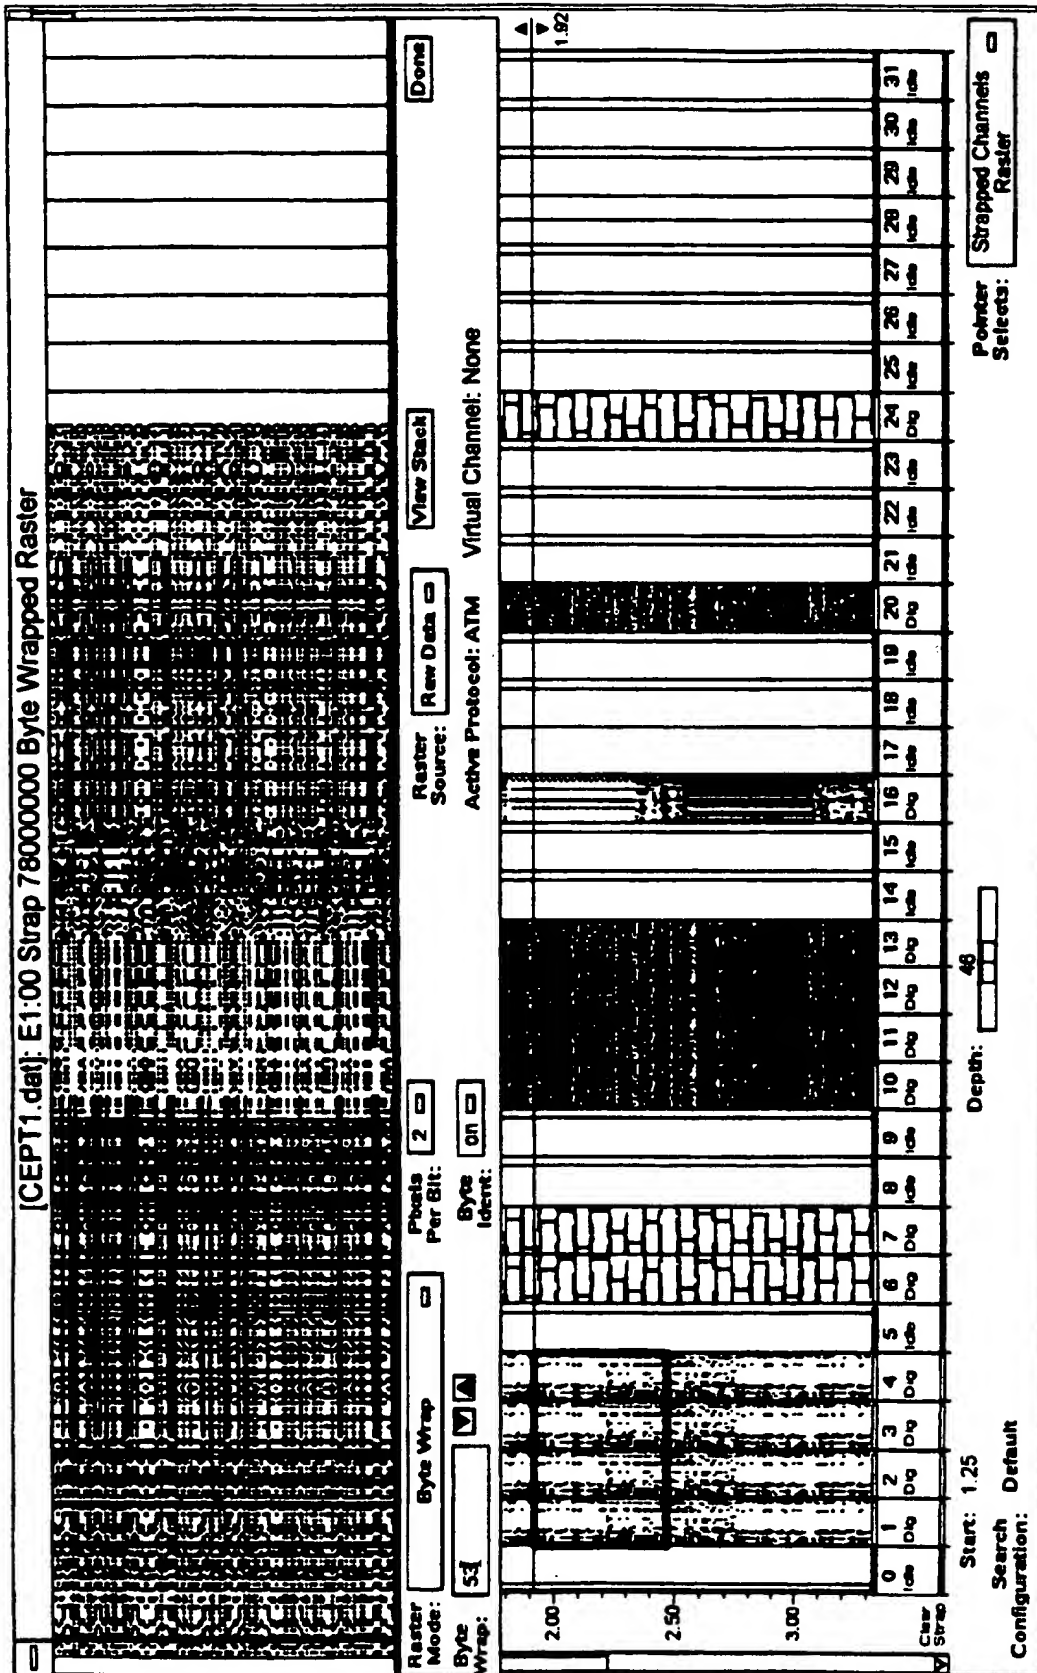 [CEPT1.dat]: E1:00 Strap 78000000 Byte Wrapped Raster
Raster Mode: Byte Wrap
Pixels Per Bit: 2
Raster Source: Raw Data
View Stack
Done
Byte Wrap: 53
Byte Ident: on
Active Protocol: ATM Virtual Channel: None
1.92
2.00
2.50
3.00
Clear Strap
0 1 2 3 4 5 6 7 8 9 10 11 12 13 14 15 16 17 18 19 20 21 22 23 24 25 26 27 28 29 30 31
Idle Dig Dig Dig Dig Idle Dig Dig Idle Idle Dig Dig Dig Dig Idle Idle Dig Idle Idle Idle Dig Idle Idle Idle Dig Idle Idle Idle Idle Idle Idle Idle
Start: 1.25
Depth: 46
Pointer Selects: Strapped Channels Raster
Search Configuration: Default